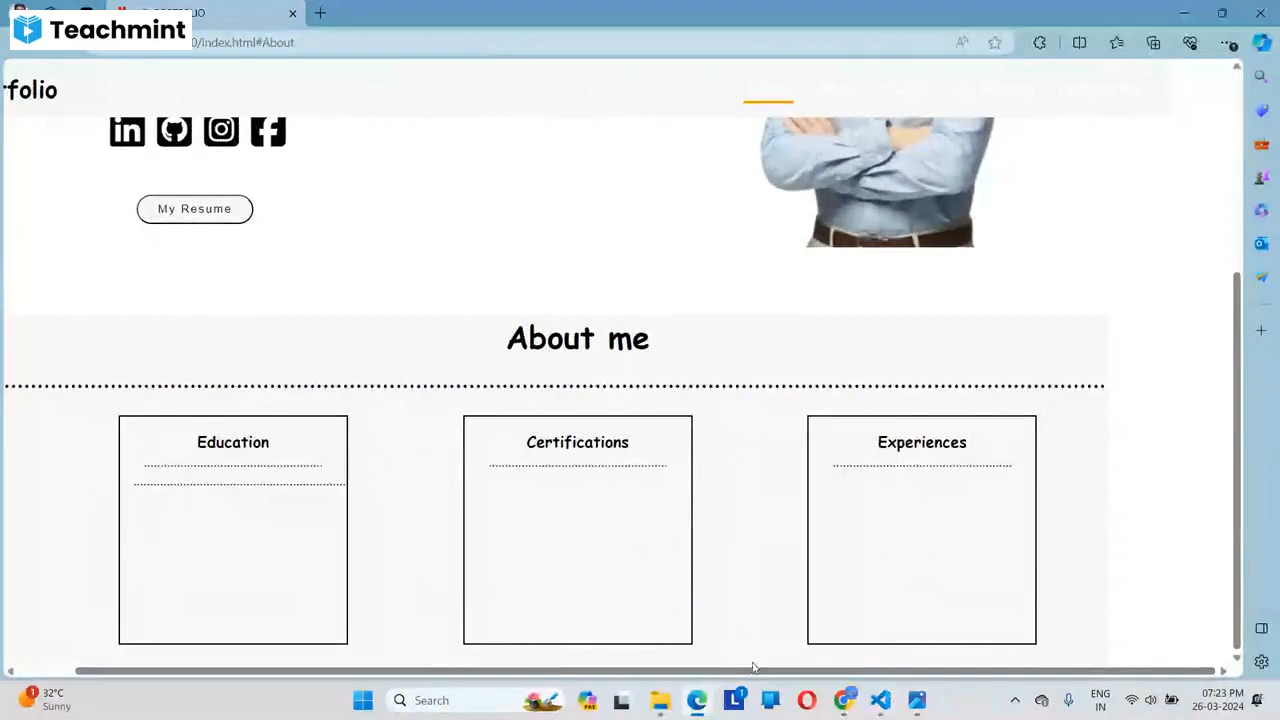 Teachmint
0/index.html#About
rfolio
in
f
My Resume
About me
Education
Certifications
Experiences
32°C
Sunny
Search
ENG
IN
07:23 PM
26-03-2024